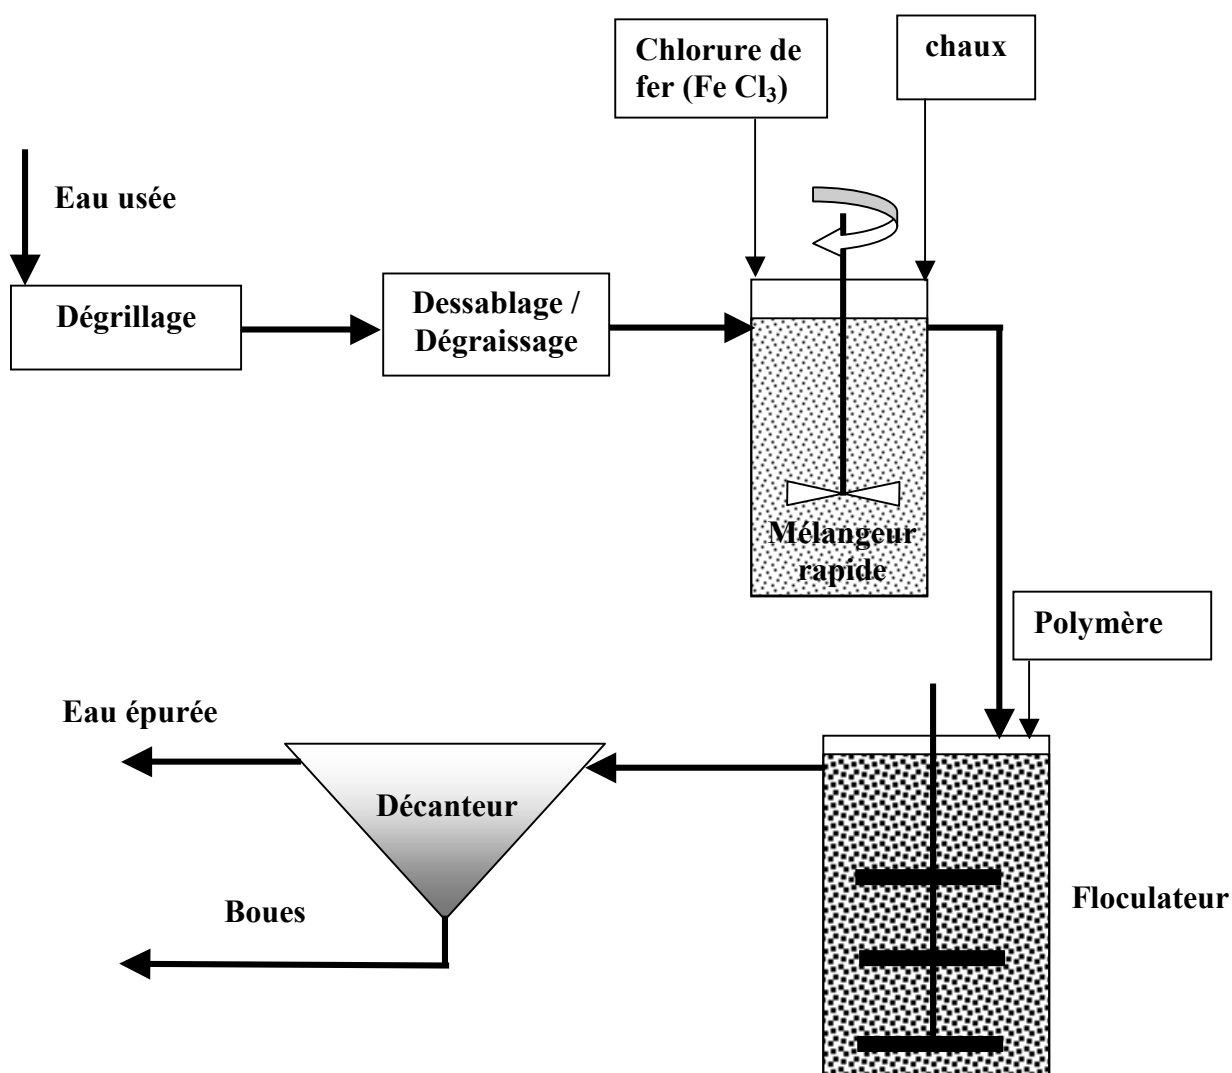 Chlorure de
fer (Fe Cl₃)
chaux
Eau usée
Dégrillage
Dessablage /
Dégraissage
Mélangeur
rapide
Polymère
Eau épurée
Décanteur
Boues
Floculateur